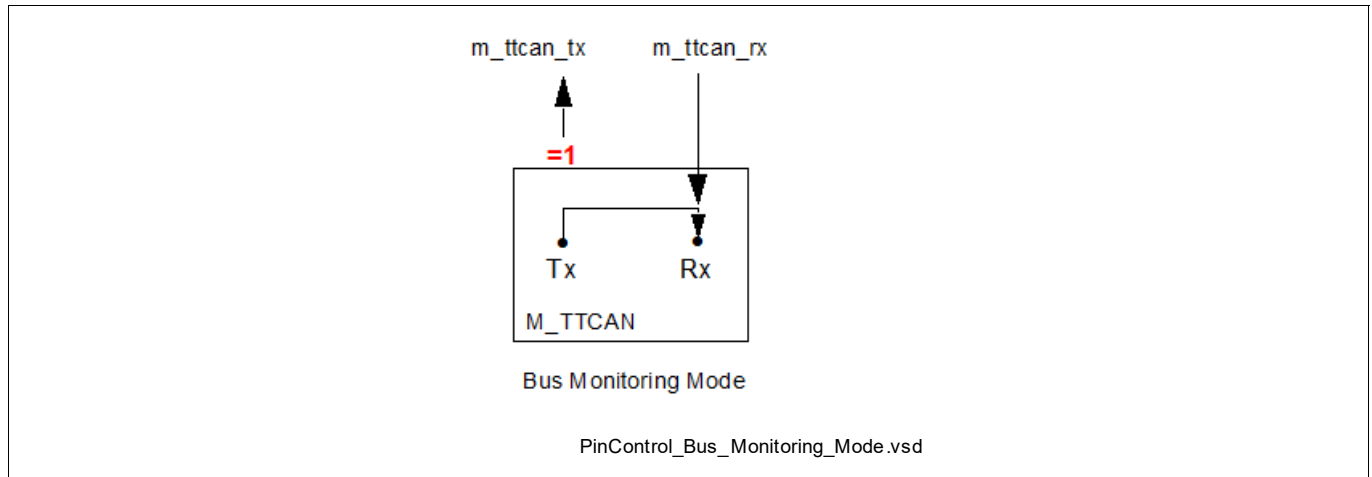 m_ttcan_tx m_ttcan_rx
=1
Tx Rx
M_TTCAN
Bus Monitoring Mode
PinControl_Bus_Monitoring_Mode.vsd